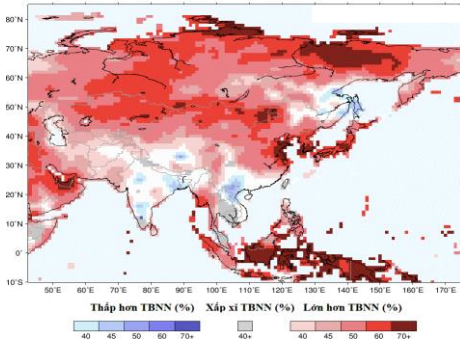 80°N
70°N
60°N
50°N
40°N
30°N
20°N
10°N
0°
10°S
50°E 60°E 70°E 80°E 90°E 100°E 110°E 120°E 130°E 140°E 150°E 160°E 170°E
Thấp hơn TBNN (%) Xấp xỉ TBNN (%) Lớn hơn TBNN (%)
40 45 50 60 70+ 40+ 40 45 50 60 70+